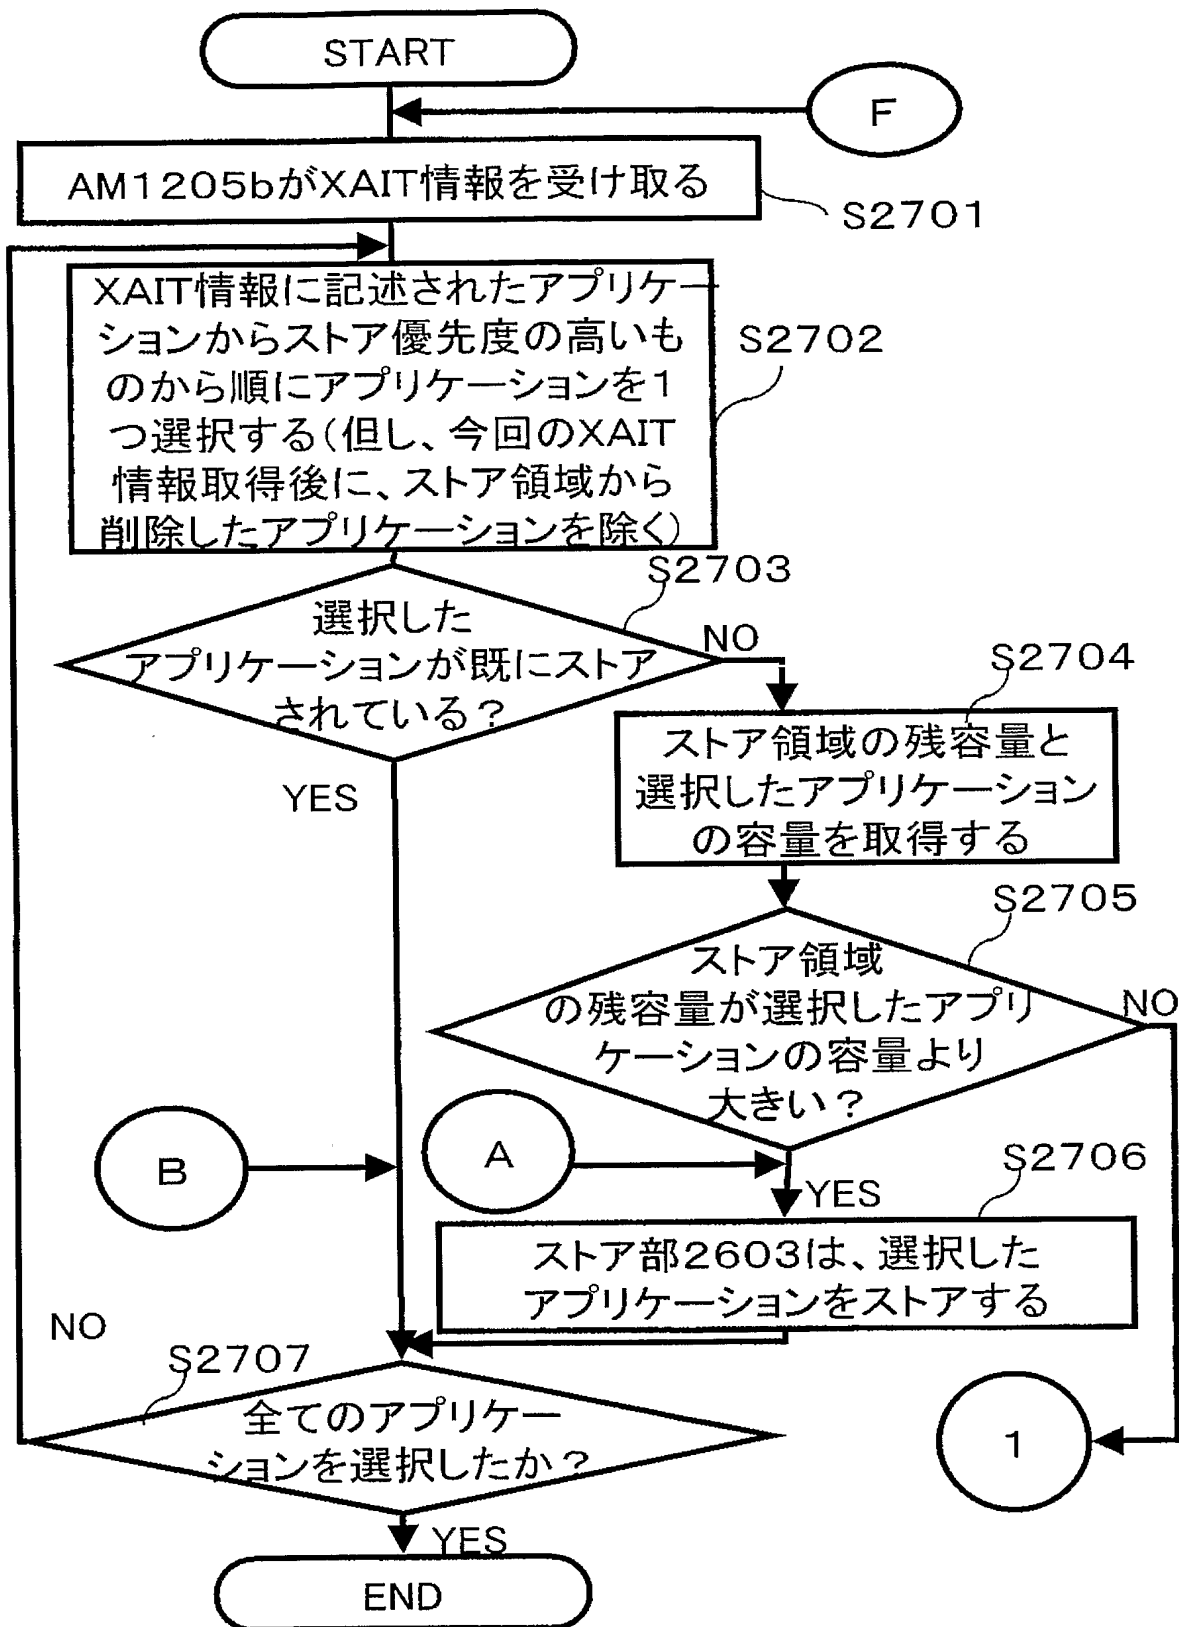 START
F
AM1205bがXAIT情報を受け取る
S2701
XAIT情報に記述されたアプリケー
ションからストア優先度の高いも
のから順にアプリケーションを1
つ選択する(但し、今回のXAIT
情報取得後に、ストア領域から
削除したアプリケーションを除く)
S2702
S2703
選択した
アプリケーションが既にストア
されている?
NO
YES
S2704
ストア領域の残容量と
選択したアプリケーション
の容量を取得する
S2705
ストア領域
の残容量が選択したアプリ
ケーションの容量より
大きい?
NO
B
A
YES
S2706
ストア部2603は、選択した
アプリケーションをストアする
NO
S2707
全てのアプリケー
ションを選択したか?
1
YES
END